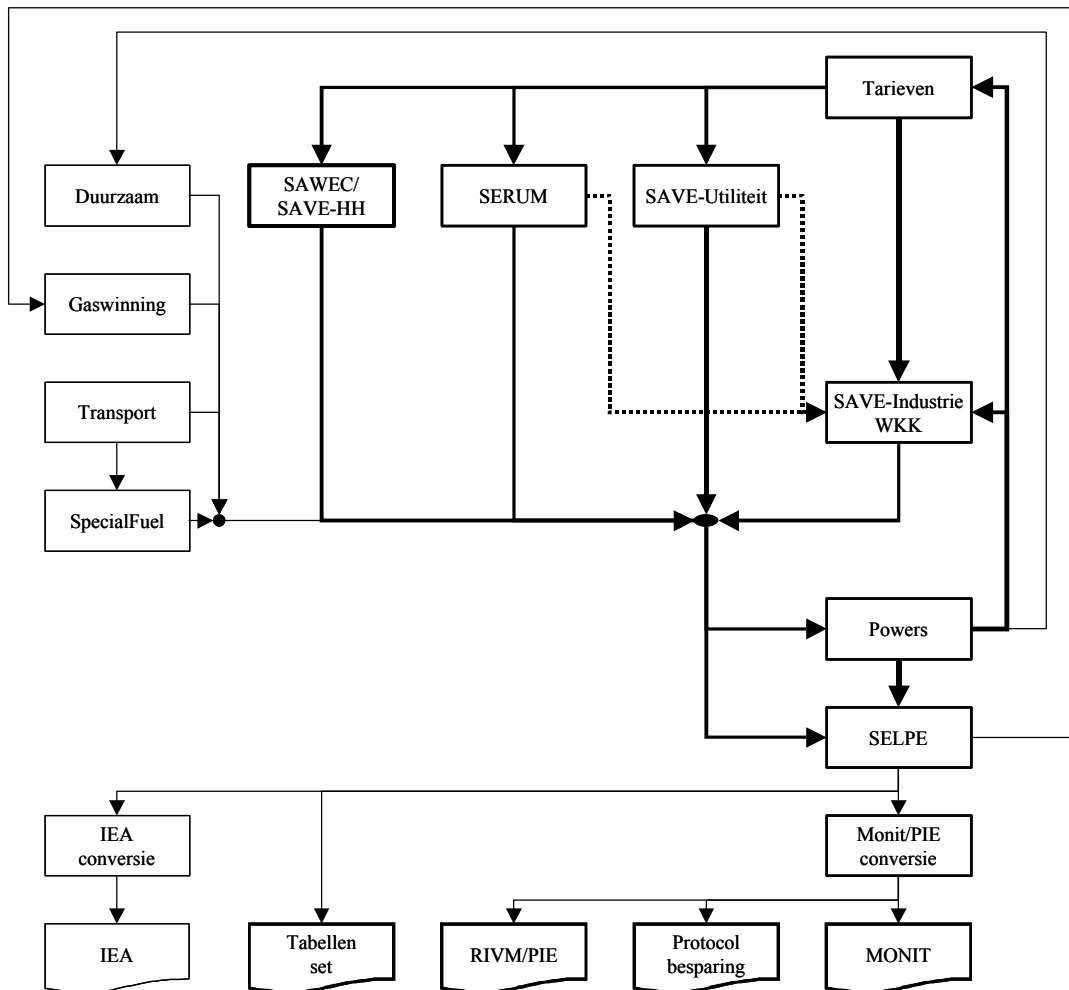 Tarieven
Duurzaam
SAWEC/
SAVE-HH
SERUM
SAVE-Utiliteit
Gaswinning
Transport
SAVE-Industrie
WKK
SpecialFuel
Powers
SELPE
IEA
conversie
Monit/PIE
conversie
IEA
Tabellen
set
RIVM/PIE
Protocol
besparing
MONIT